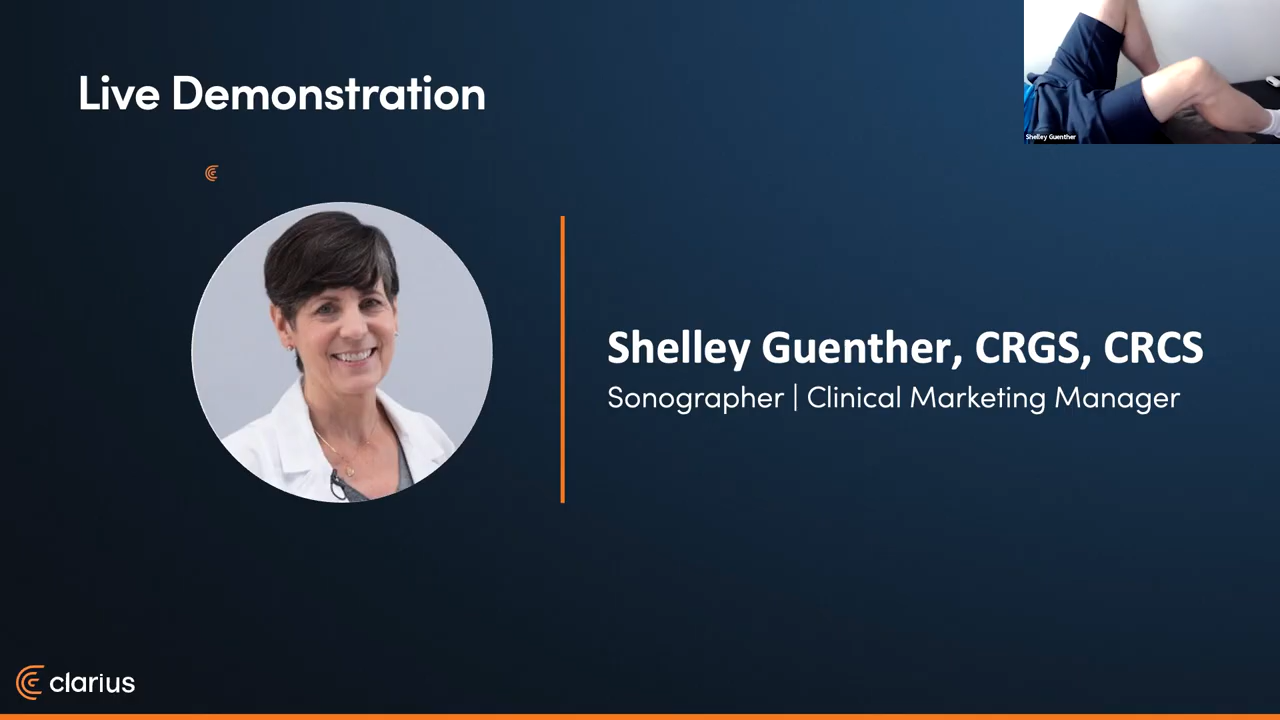 Live Demonstration
Shelley Guenther
Shelley Guenther, CRGS, CRCS
Sonographer | Clinical Marketing Manager
clarius